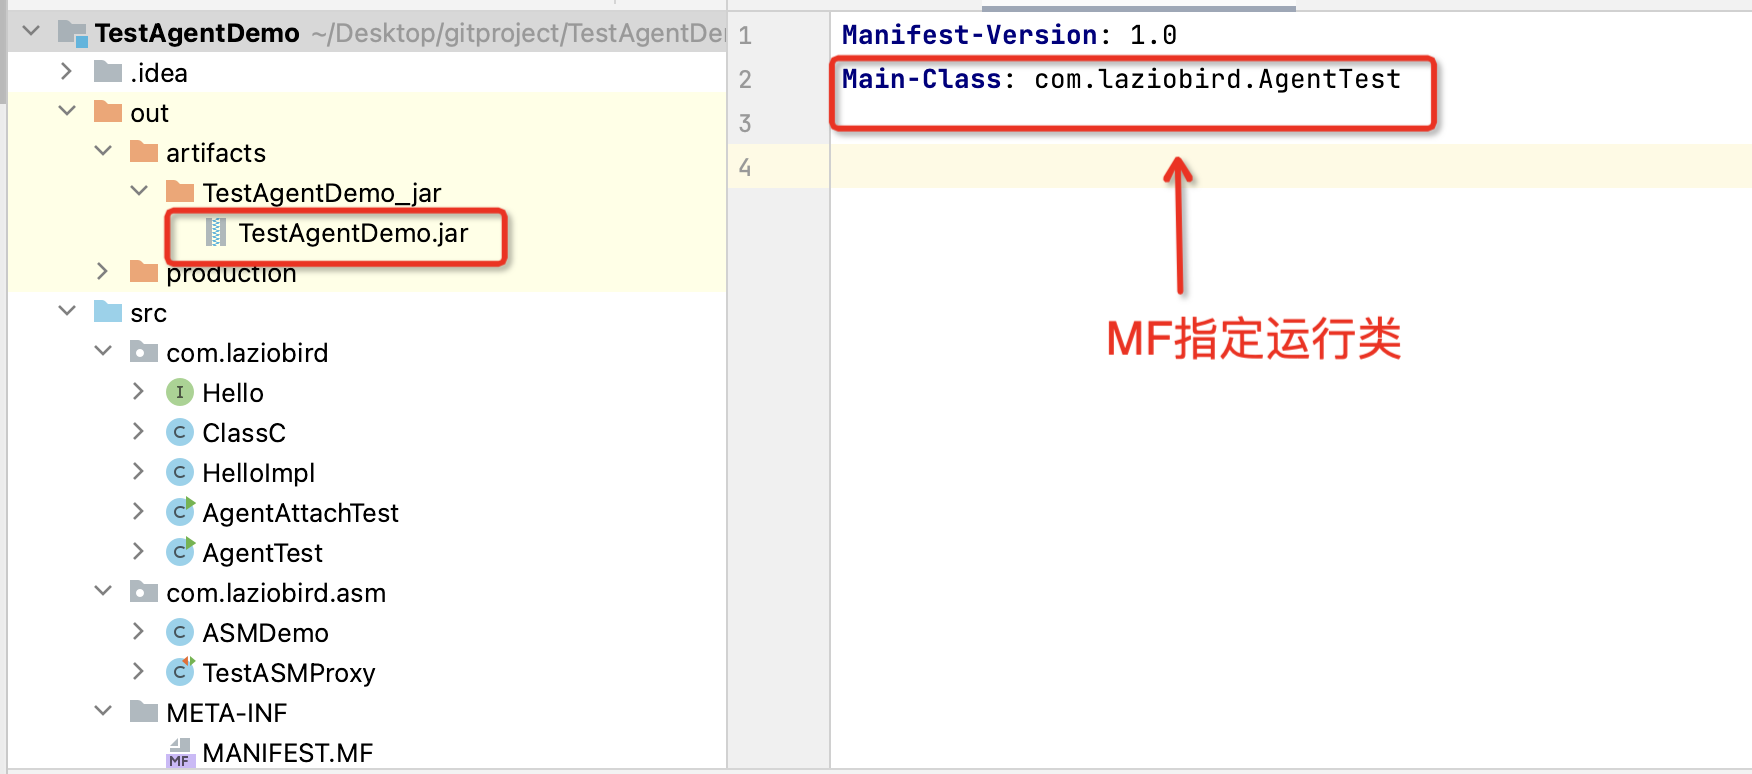 TestAgentDemo ~/Desktop/gitproject/TestAgentDe
.idea
out
artifacts
TestAgentDemo_jar
TestAgentDemo.jar
production
src
com.laziobird
I Hello
C ClassC
C HelloImpl
C AgentAttachTest
C AgentTest
com.laziobird.asm
C ASMDemo
C TestASMProxy
META-INF
MF MANIFEST.MF
1 Manifest-Version: 1.0
2 Main-Class: com.laziobird.AgentTest
3
4
MF指定运行类